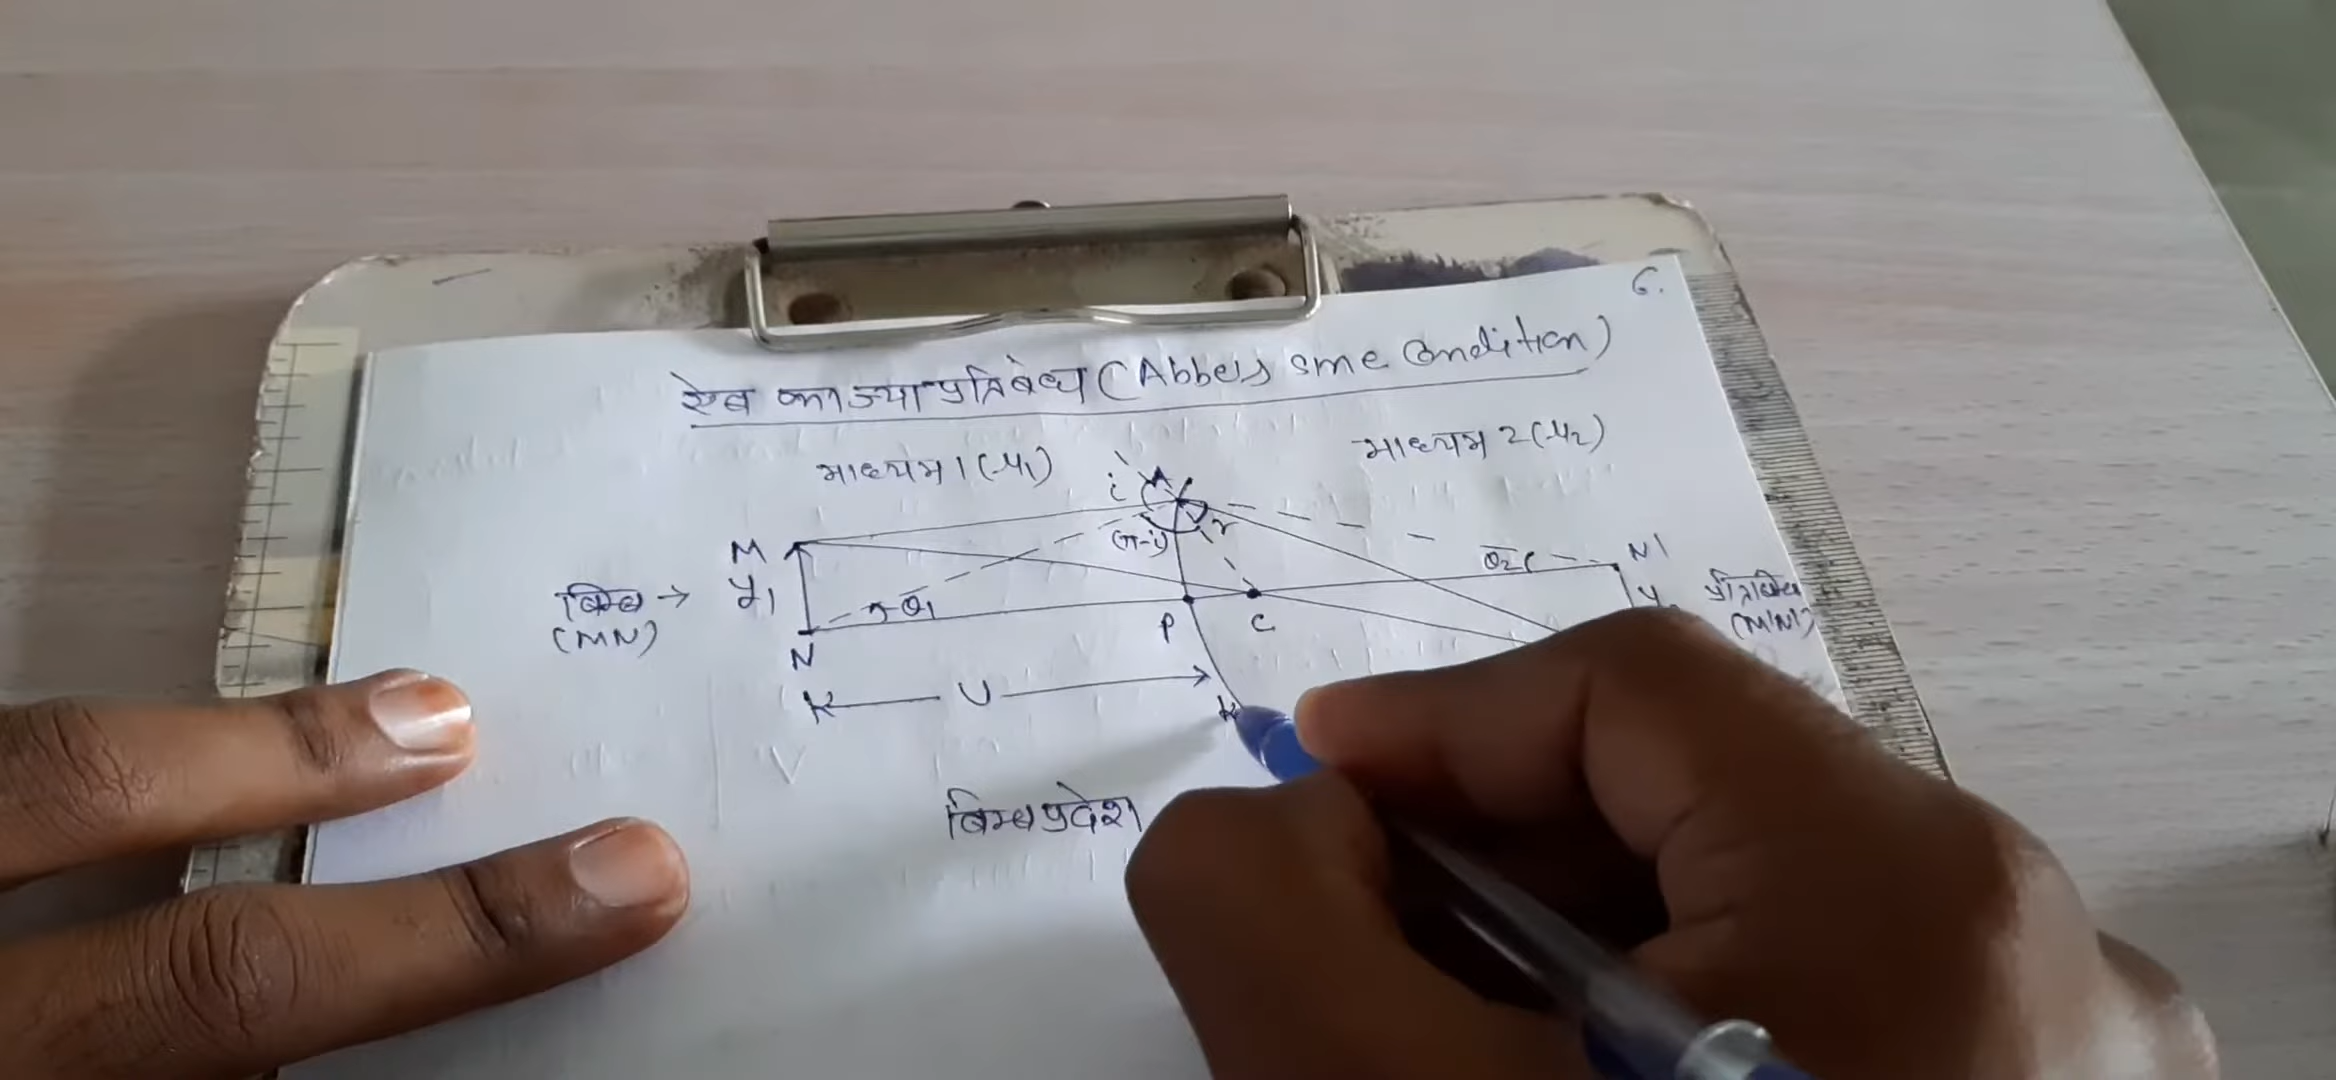 6.
ऐब का ज्या प्रतिबंध (Abbe's sine Condition)
माध्यम 1 (μ1)
माध्यम 2 (μ2)
i A
M
(π-i) r
θ2 N'
बिम्ब → y1
θ1
(MN)
प्रतिबिम्ब
(M'N')
N
P C
U
बिम्ब प्रदेश